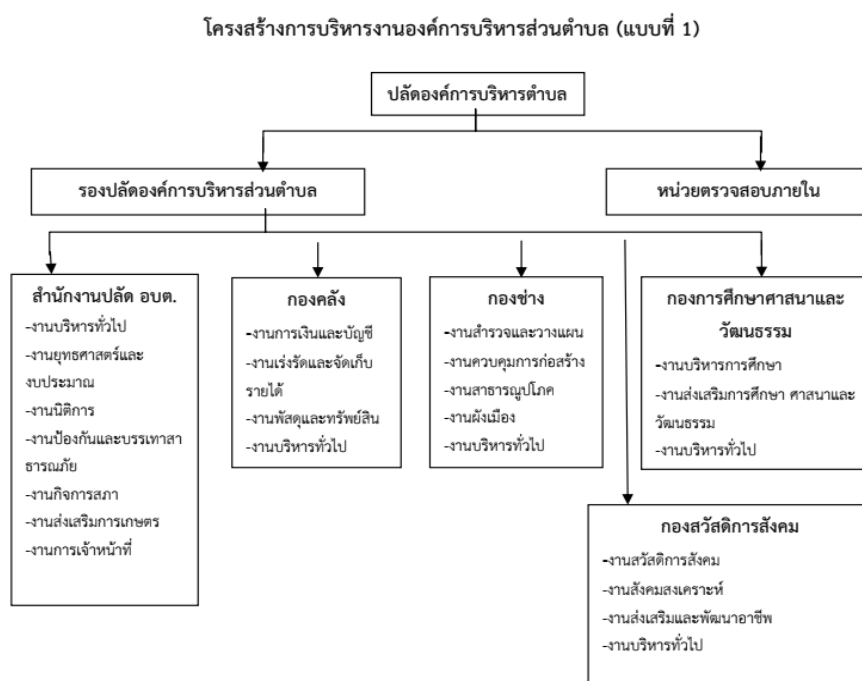 โครงสร้างการบริหารงานองค์การบริหารส่วนตำบล (แบบที่ 1)
ปลัดองค์การบริหารตำบล
รองปลัดองค์การบริหารส่วนตำบล
หน่วยตรวจสอบภายใน
สำนักงานปลัด อบต.
-งานบริหารทั่วไป
-งานยุทธศาสตร์และ
งบประมาณ
-งานนิติการ
-งานป้องกันและบรรเทาสา
ธารณภัย
-งานกิจการสภา
-งานส่งเสริมการเกษตร
-งานการเจ้าหน้าที่
กองคลัง
-งานการเงินและบัญชี
-งานเร่งรัดและจัดเก็บ
รายได้
-งานพัสดุและทรัพย์สิน
-งานบริหารทั่วไป
กองช่าง
-งานสำรวจและวางแผน
-งานควบคุมการก่อสร้าง
-งานสาธารณูปโภค
-งานผังเมือง
-งานบริหารทั่วไป
กองการศึกษาศาสนาและ
วัฒนธรรม
-งานบริหารการศึกษา
-งานส่งเสริมการศึกษา ศาสนาและ
วัฒนธรรม
-งานบริหารทั่วไป
กองสวัสดิการสังคม
-งานสวัสดิการสังคม
-งานสังคมสงเคราะห์
-งานส่งเสริมและพัฒนาอาชีพ
-งานบริหารทั่วไป